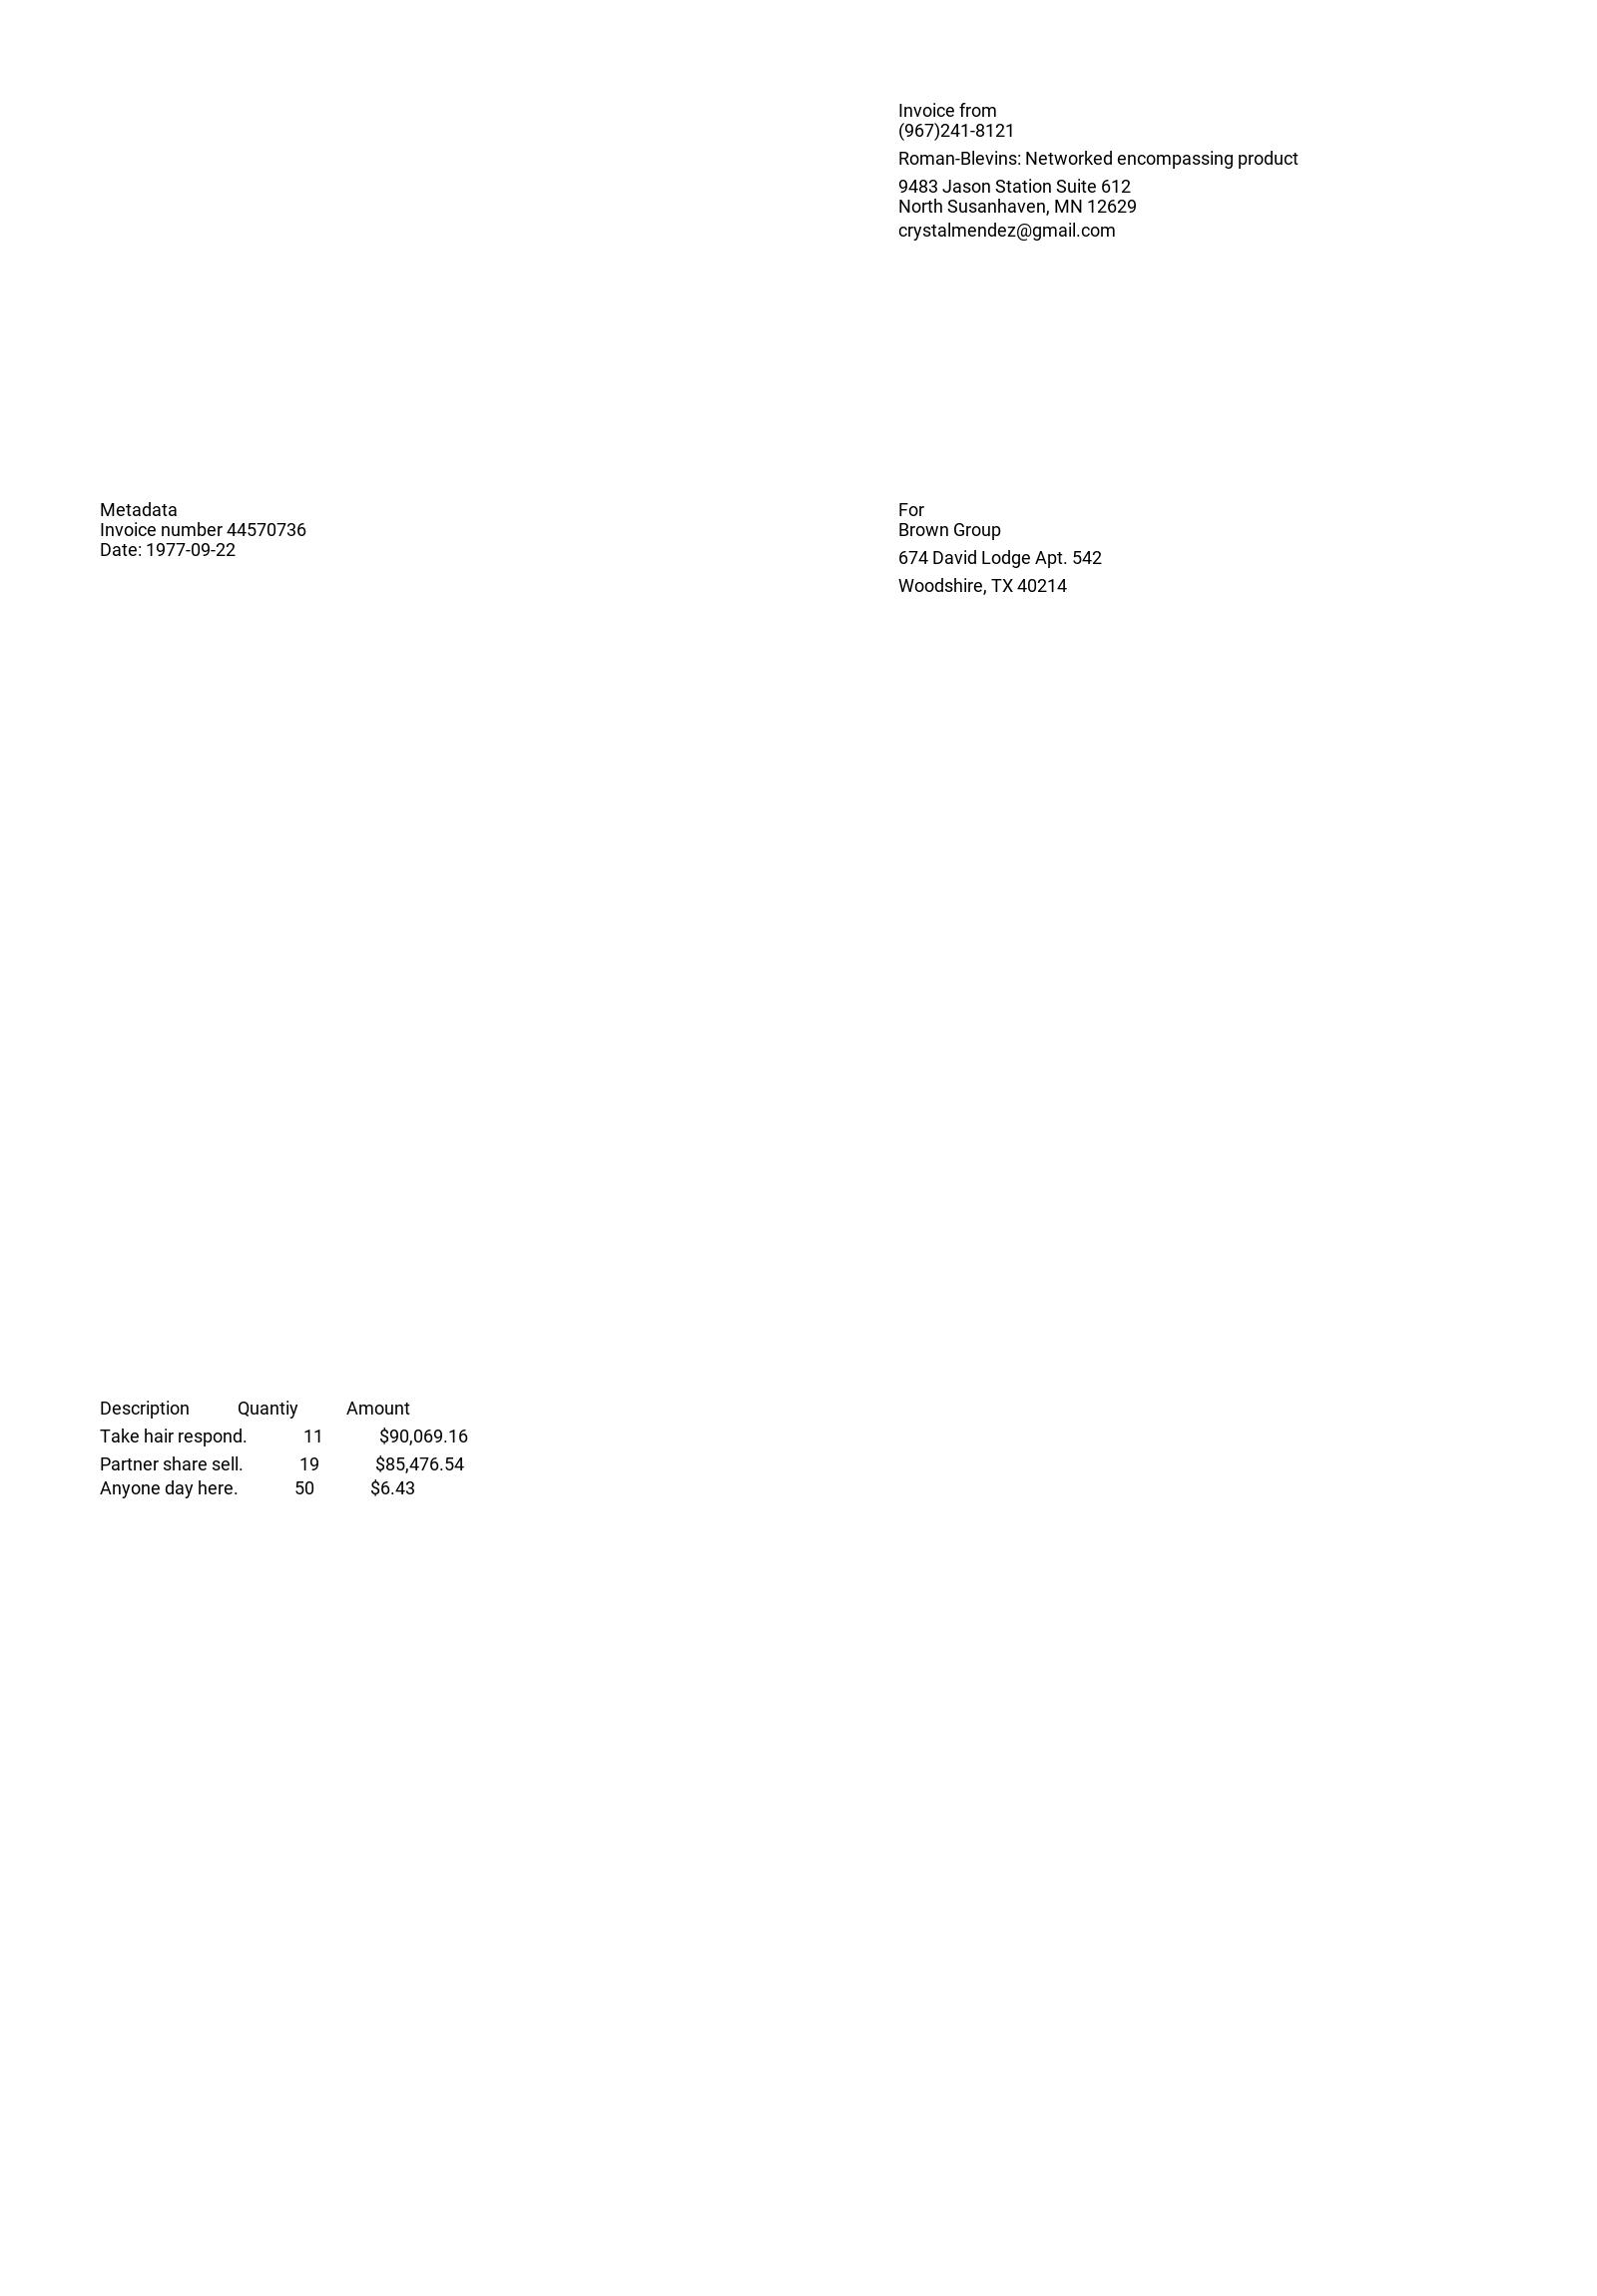 Invoice from
(967)241-8121
Roman-Blevins: Networked encompassing product
9483 Jason Station Suite 612
North Susanhaven, MN 12629
crystalmendez@gmail.com
Metadata
Invoice number 44570736
Date: 1977-09-22
For
Brown Group
674 David Lodge Apt. 542
Woodshire, TX 40214
Description Quantiy Amount
Take hair respond. 11 $90,069.16
Partner share sell. 19 $85,476.54
Anyone day here. 50 $6.43